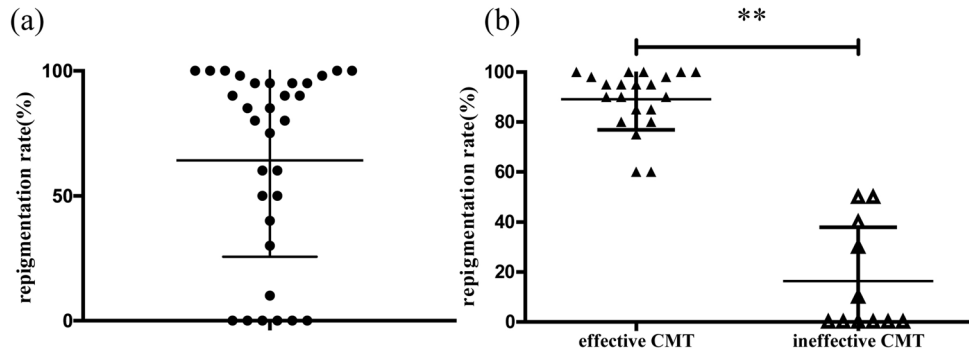 (a)
repigmentation rate(%)
100
50
0
(b)
**
repigmentation rate(%)
100
80
60
40
20
0
effective CMT
ineffective CMT